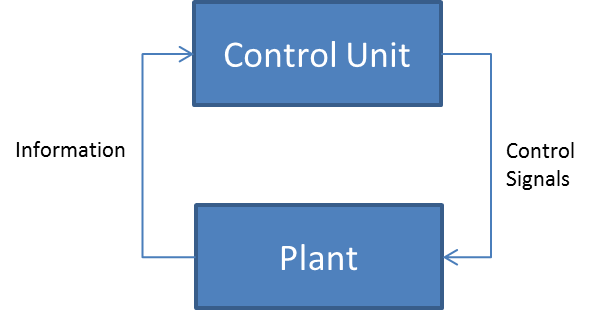 Control Unit
Information
Control
Signals
Plant